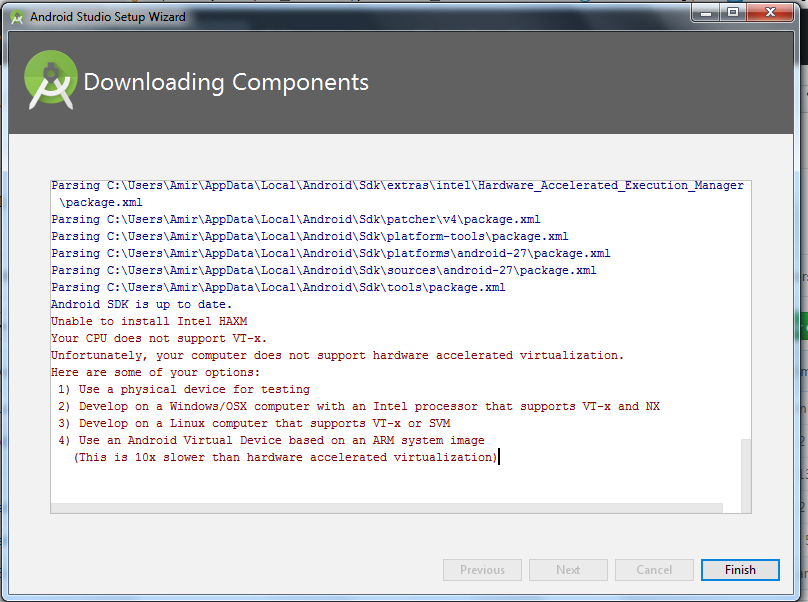 Android Studio Setup Wizard
Downloading Components
Parsing C:\Users\Amir\AppData\Local\Android\Sdk\extras\intel\Hardware_Accelerated_Execution_Manager
\package.xml
Parsing C:\Users\Amir\AppData\Local\Android\Sdk\patcher\v4\package.xml
Parsing C:\Users\Amir\AppData\Local\Android\Sdk\platform-tools\package.xml
Parsing C:\Users\Amir\AppData\Local\Android\Sdk\platforms\android-27\package.xml
Parsing C:\Users\Amir\AppData\Local\Android\Sdk\sources\android-27\package.xml
Parsing C:\Users\Amir\AppData\Local\Android\Sdk\tools\package.xml
Android SDK is up to date.
Unable to install Intel HAXM
Your CPU does not support VT-x.
Unfortunately, your computer does not support hardware accelerated virtualization.
Here are some of your options:
1) Use a physical device for testing
2) Develop on a Windows/OSX computer with an Intel processor that supports VT-x and NX
3) Develop on a Linux computer that supports VT-x or SVM
4) Use an Android Virtual Device based on an ARM system image
(This is 10x slower than hardware accelerated virtualization)
Previous Next Cancel Finish